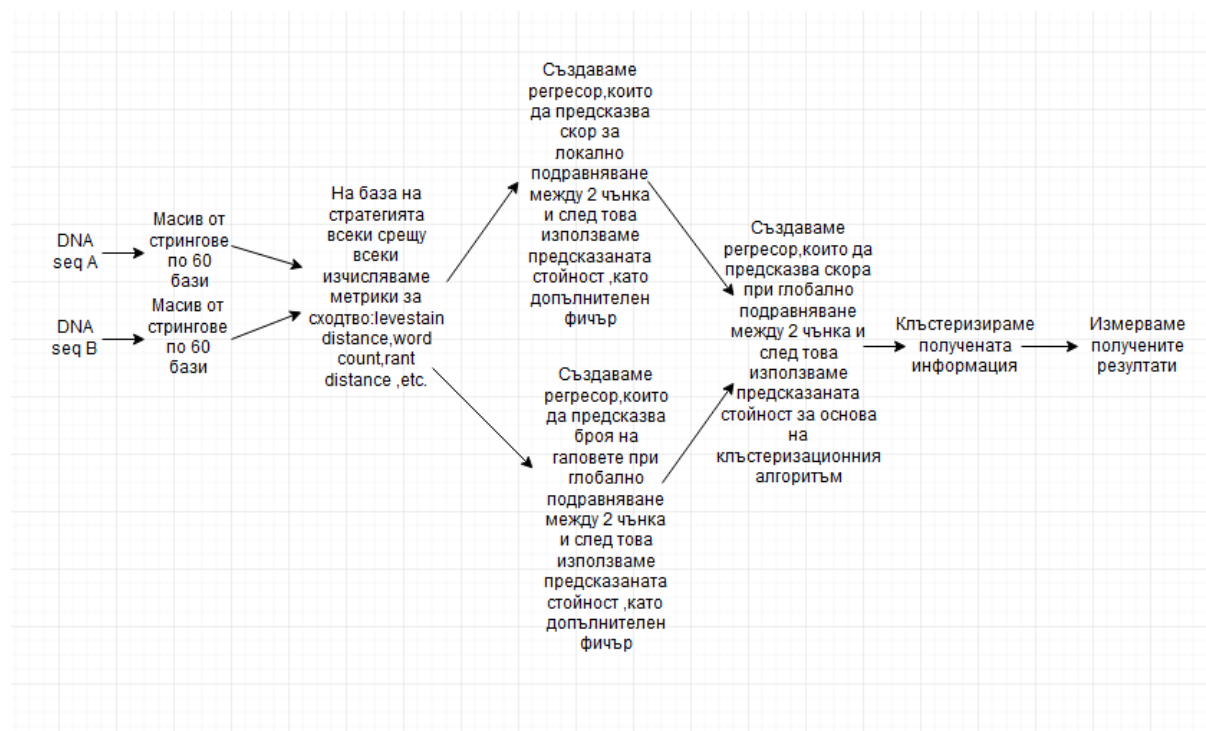 DNA
seq A
Масив от
стрингове
по 60
бази
DNA
seq B
Масив от
стрингове
по 60
бази
На база на
стратегията
всеки срещу
всеки
изчисляваме
метрики за
сходтво:levestain
distance,word
count,rant
distance ,etc.
Създаваме
регресор,които
да предсказва
скор за
локално
подравняване
между 2 чънка
и след това
използваме
предсказаната
стойност ,като
допълнителен
фичър
Създаваме
регресор,които
да предсказва
броя на
гаповете при
глобално
подравняване
между 2 чънка
и след това
използваме
предсказаната
стойност ,като
допълнителен
фичър
Създаваме
регресор,които да
предсказва скора
при глобално
подравняване
между 2 чънка и
след това
използваме
предсказаната
стойност за основа
на
клъстеризационния
алгоритъм
Клъстеризираме
получената
информация
Измерваме
получените
резултати